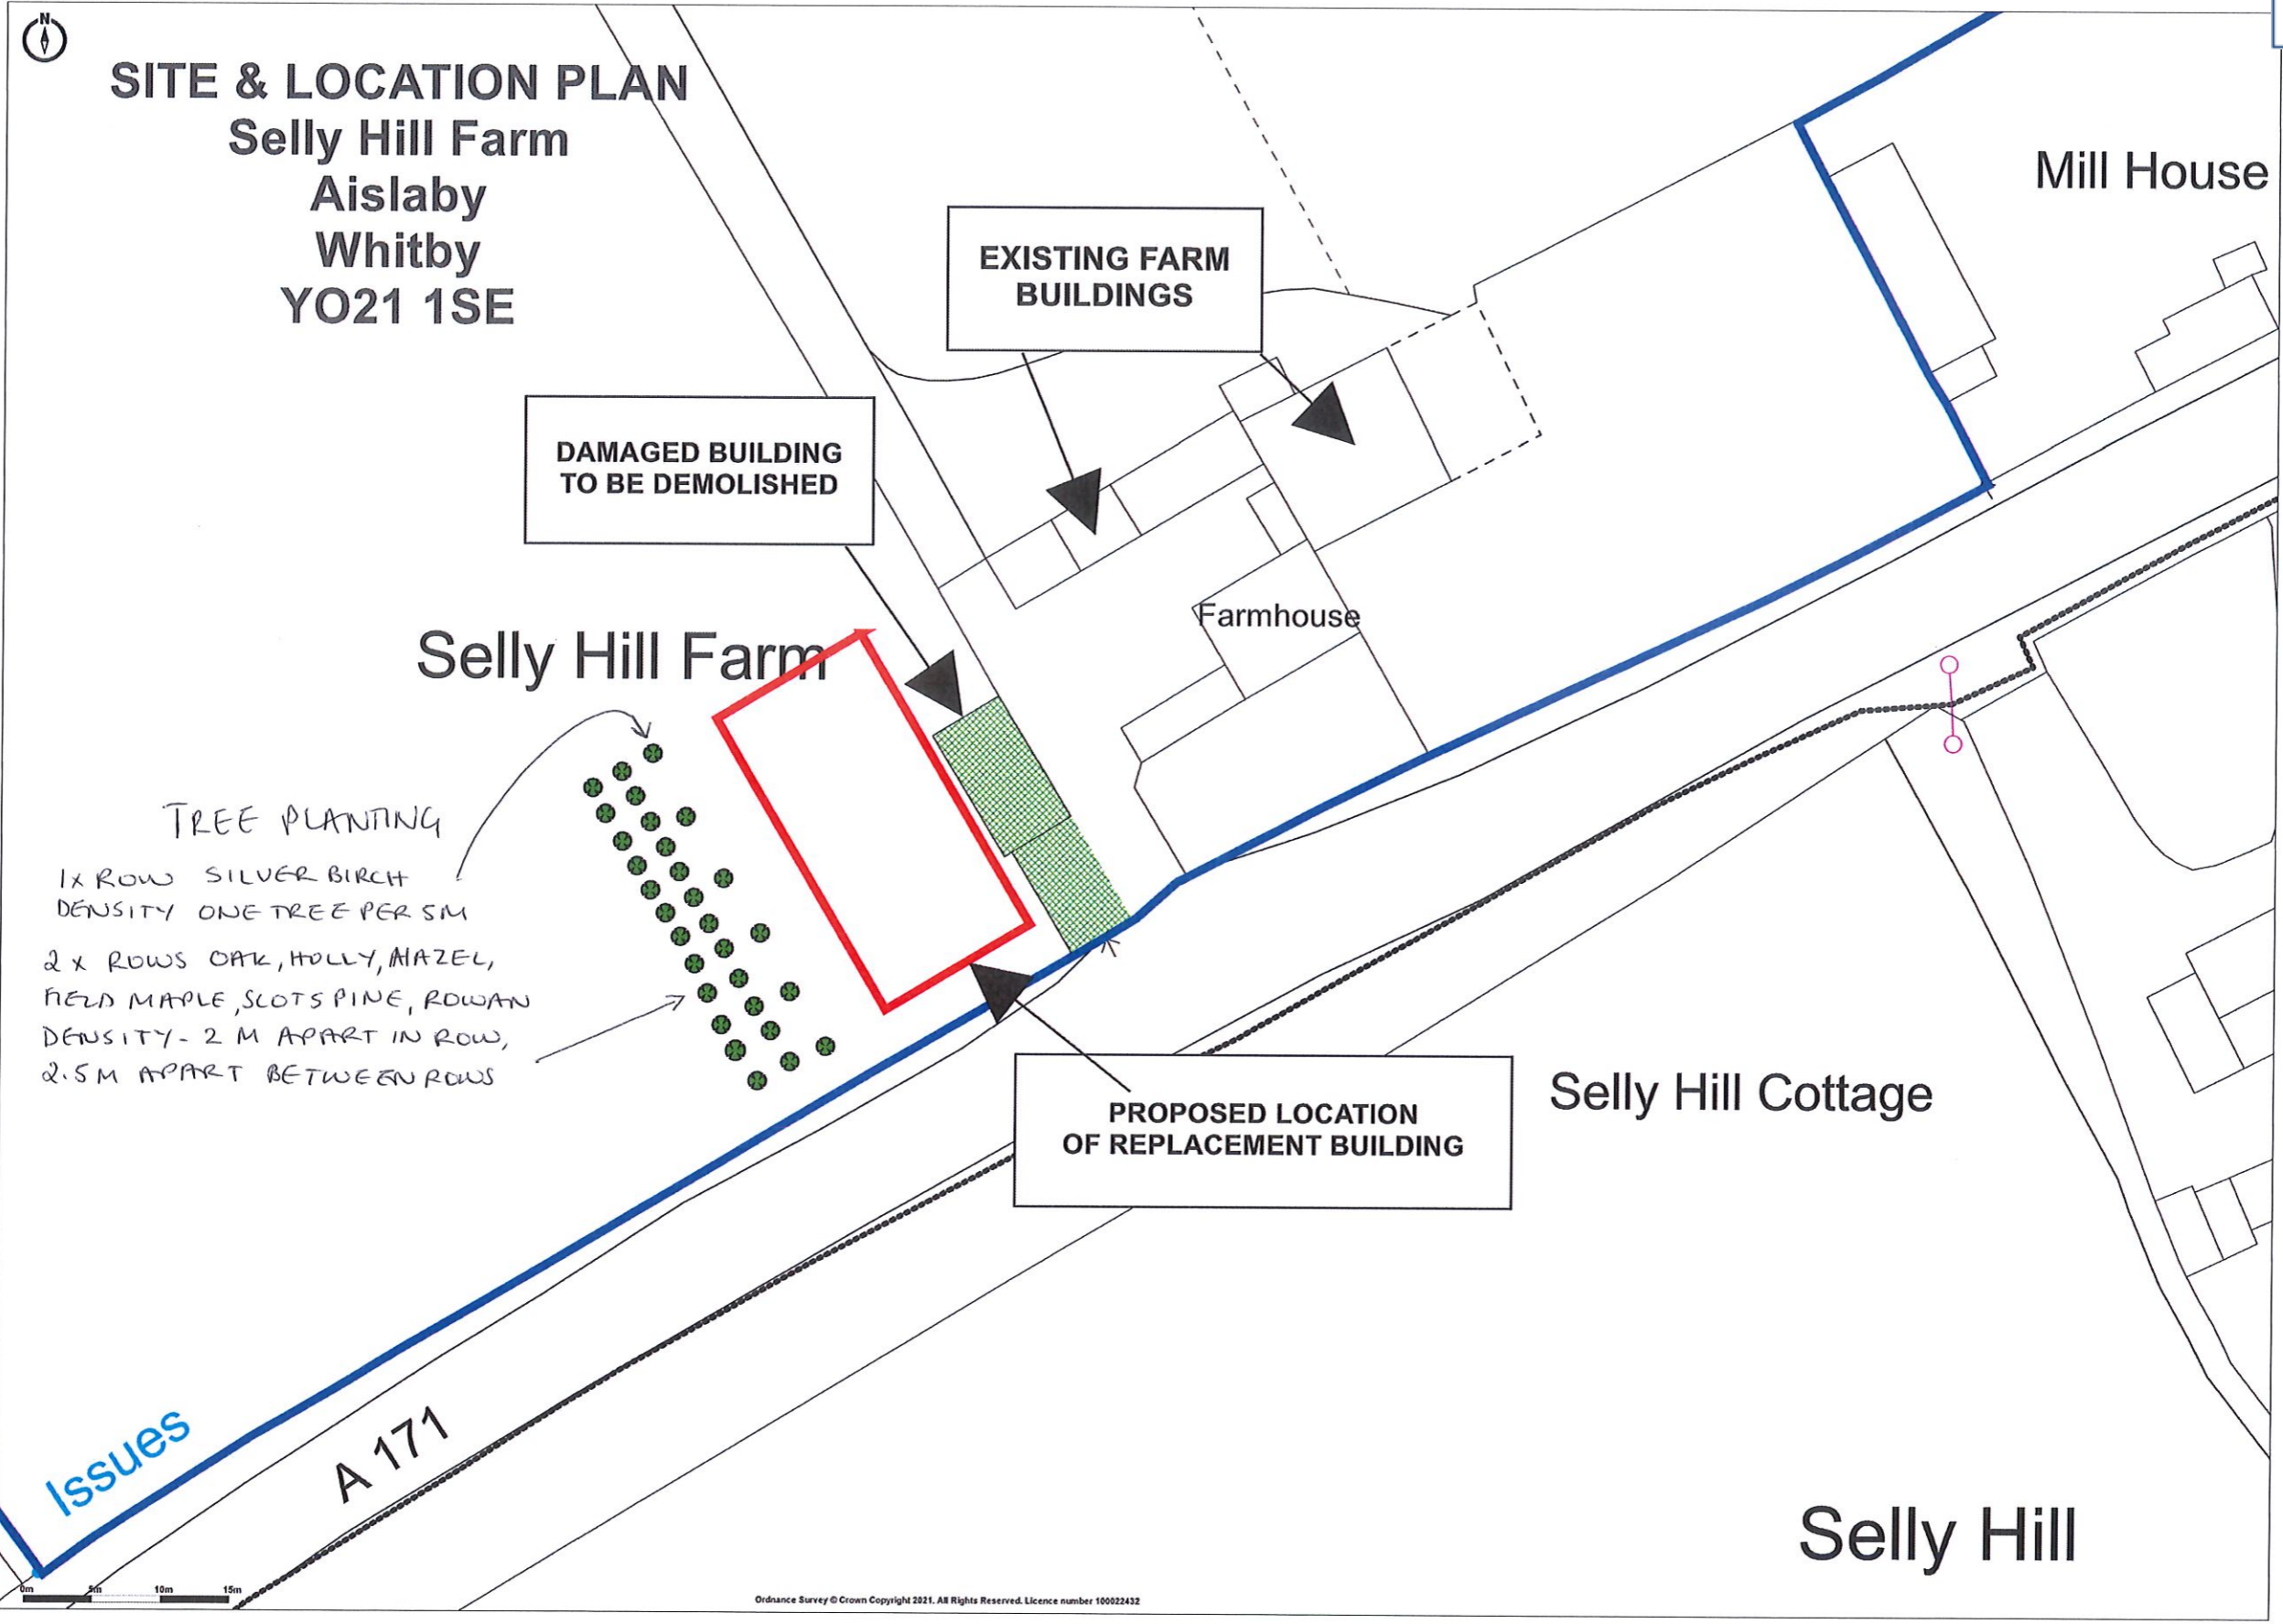 N
SITE & LOCATION PLAN
Selly Hill Farm
Aislaby
Whitby
YO21 1SE
Mill House
EXISTING FARM
BUILDINGS
DAMAGED BUILDING
TO BE DEMOLISHED
Farmhouse
Selly Hill Farm
TREE PLANTING
1x ROW SILVER BIRCH
DENSITY ONE TREE PER 5M
2 x ROWS OAK, HOLLY, HAZEL,
FIELD MAPLE, SCOTS PINE, ROWAN
DENSITY - 2 M APART IN ROW,
2.5M APART BETWEEN ROWS
PROPOSED LOCATION
OF REPLACEMENT BUILDING
Selly Hill Cottage
Issues
A 171
Selly Hill
0m 5m 10m 15m
Ordnance Survey © Crown Copyright 2021. All Rights Reserved. Licence number 100022432